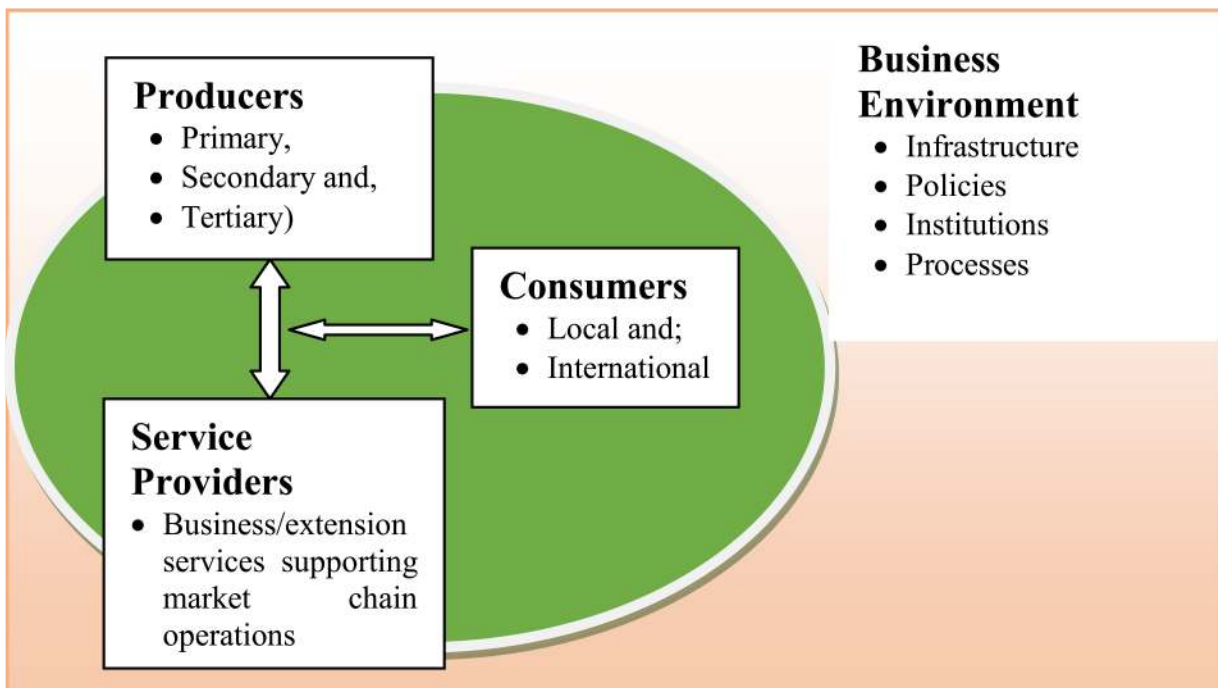 Producers
• Primary,
• Secondary and,
• Tertiary)
Business
Environment
• Infrastructure
• Policies
• Institutions
• Processes
Consumers
• Local and;
• International
Service
Providers
• Business/extension
services supporting
market chain
operations